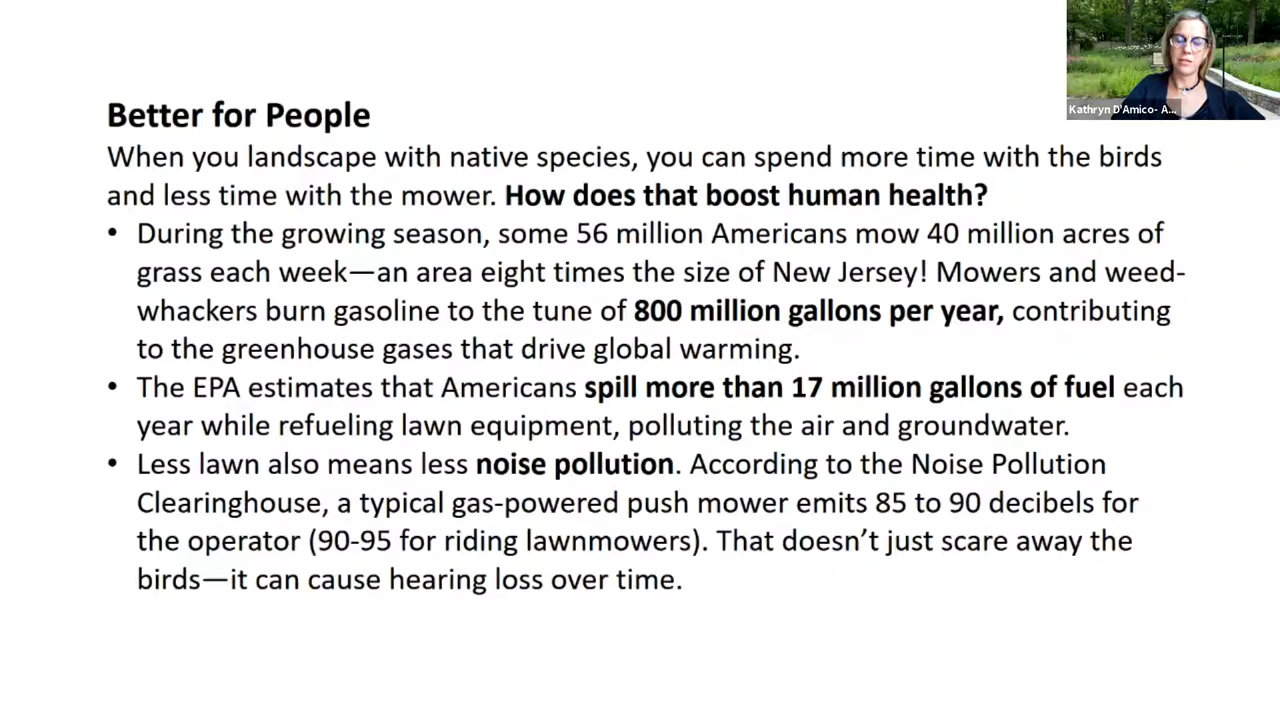 Kathryn D'Amico- A...
Better for People
When you landscape with native species, you can spend more time with the birds
and less time with the mower. How does that boost human health?
• During the growing season, some 56 million Americans mow 40 million acres of
grass each week—an area eight times the size of New Jersey! Mowers and weed-
whackers burn gasoline to the tune of 800 million gallons per year, contributing
to the greenhouse gases that drive global warming.
• The EPA estimates that Americans spill more than 17 million gallons of fuel each
year while refueling lawn equipment, polluting the air and groundwater.
• Less lawn also means less noise pollution. According to the Noise Pollution
Clearinghouse, a typical gas-powered push mower emits 85 to 90 decibels for
the operator (90-95 for riding lawnmowers). That doesn’t just scare away the
birds—it can cause hearing loss over time.